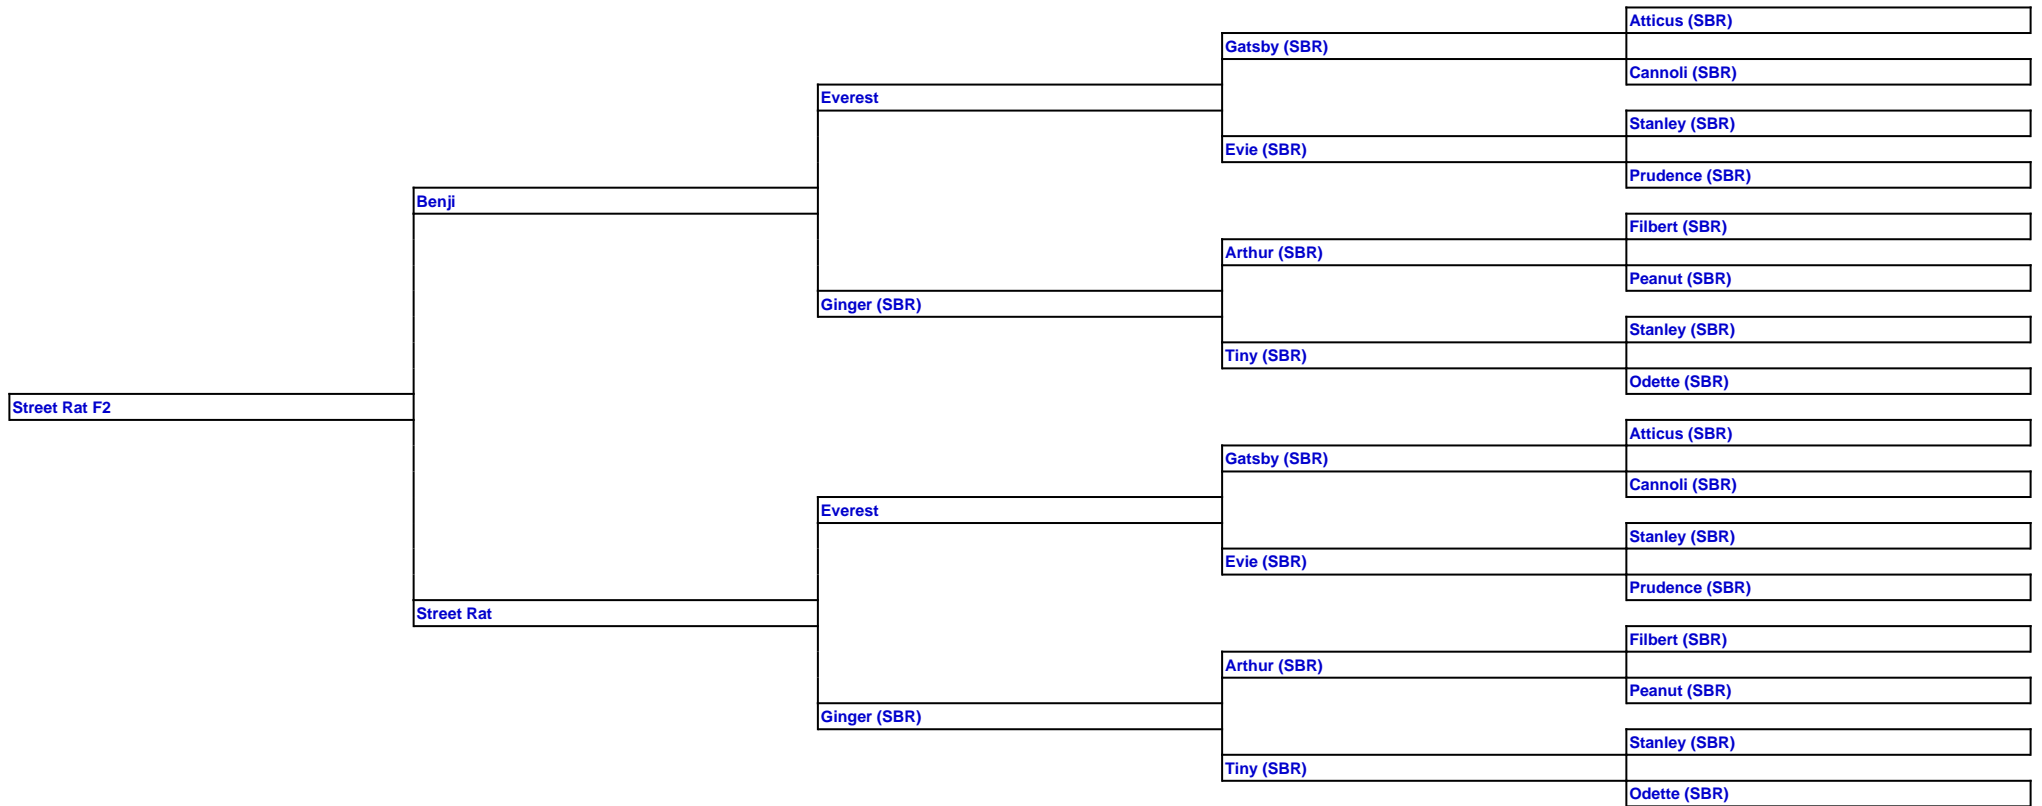 Atticus (SBR)
Gatsby (SBR)
Cannoli (SBR)
Everest
Stanley (SBR)
Evie (SBR)
Prudence (SBR)
Benji
Filbert (SBR)
Arthur (SBR)
Peanut (SBR)
Ginger (SBR)
Stanley (SBR)
Tiny (SBR)
Odette (SBR)
Street Rat F2
Atticus (SBR)
Gatsby (SBR)
Cannoli (SBR)
Everest
Stanley (SBR)
Evie (SBR)
Prudence (SBR)
Street Rat
Filbert (SBR)
Arthur (SBR)
Peanut (SBR)
Ginger (SBR)
Stanley (SBR)
Tiny (SBR)
Odette (SBR)